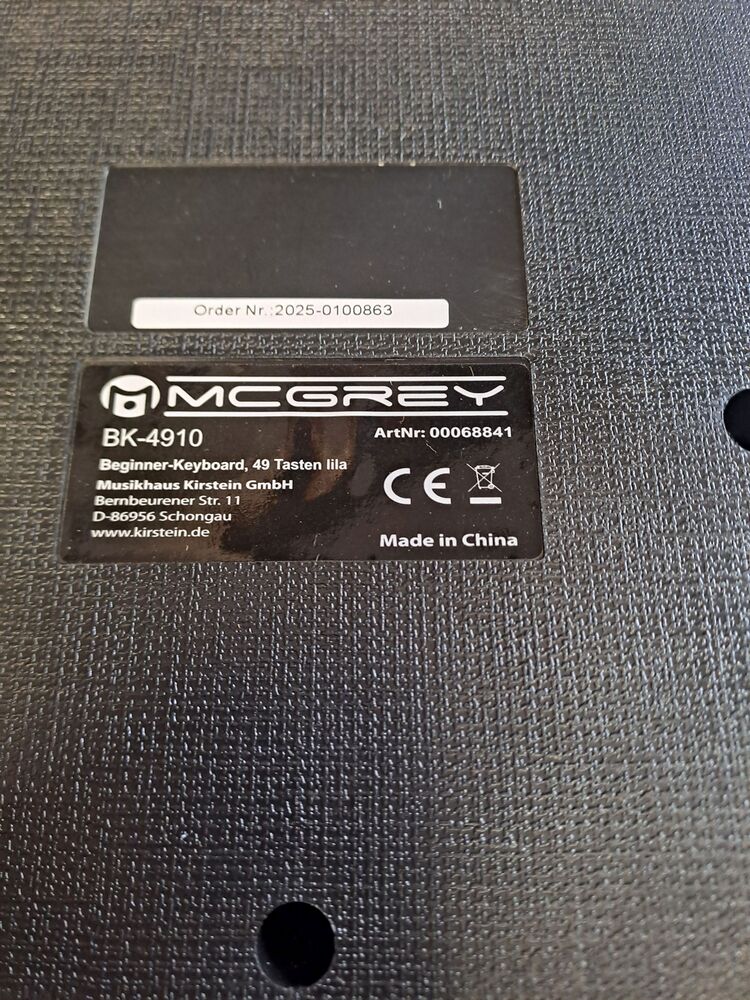 Order Nr.:2025-0100863
MCGREY
BK-4910
ArtNr: 00068841
Beginner-Keyboard, 49 Tasten lila
Musikhaus Kirstein GmbH
Bernbeurener Str. 11
D-86956 Schongau
www.kirstein.de
CE
Made in China